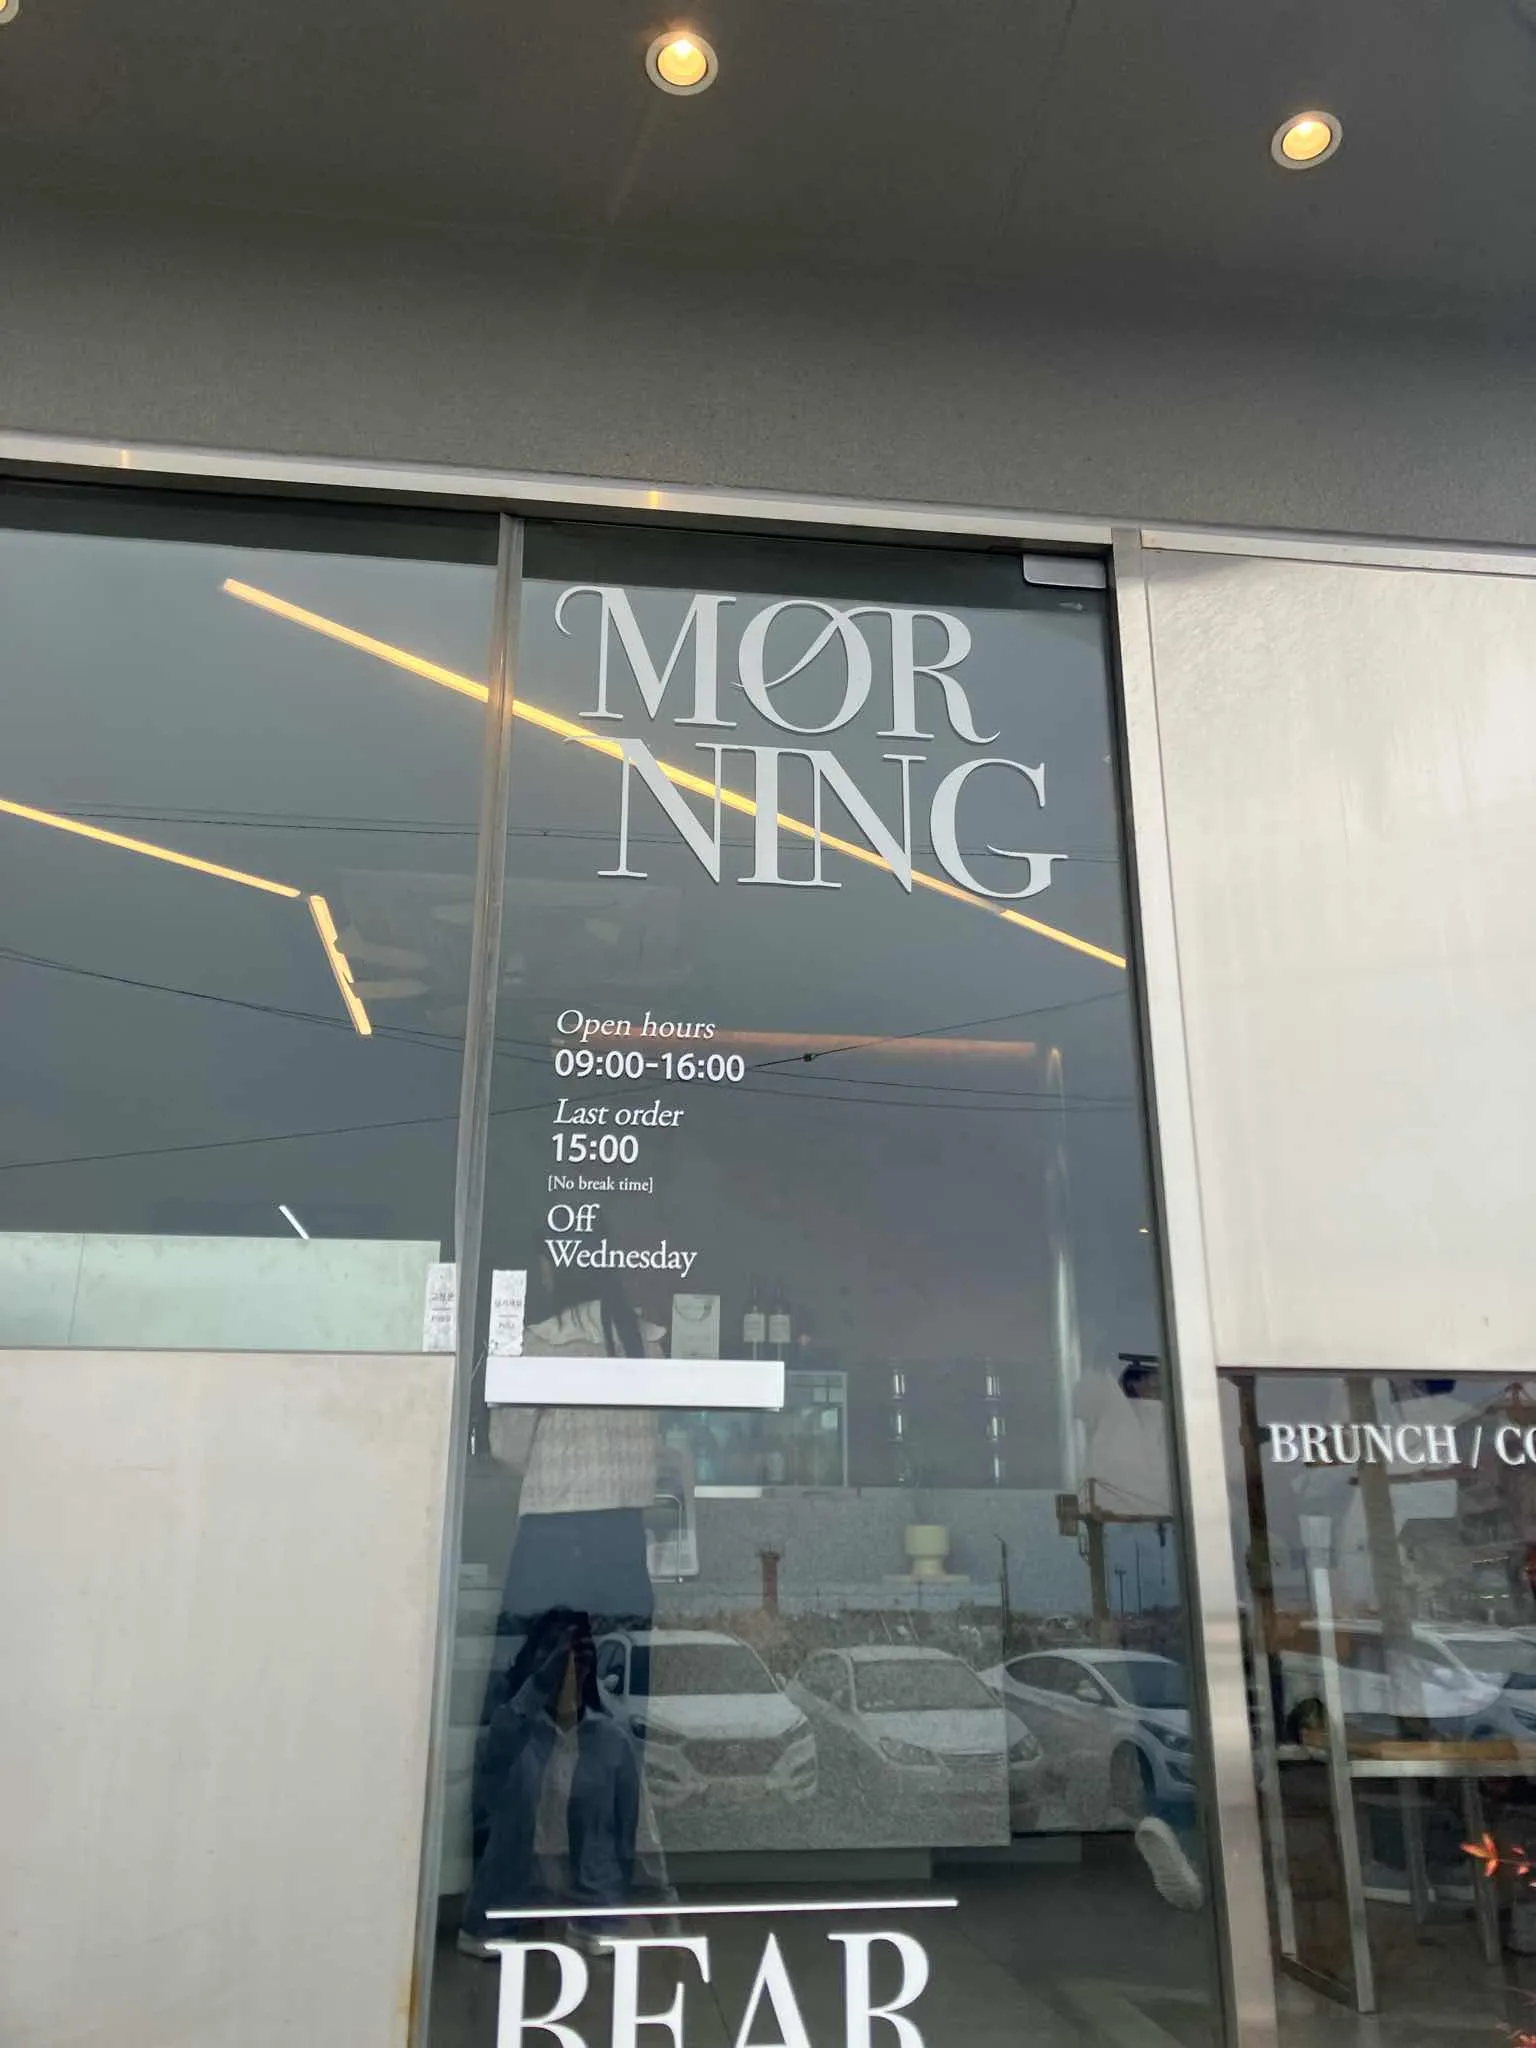 MØR
NING
Open hours
09:00-16:00
Last order
15:00
[No break time]
Off
Wednesday
BRUNCH / CO
BEAR